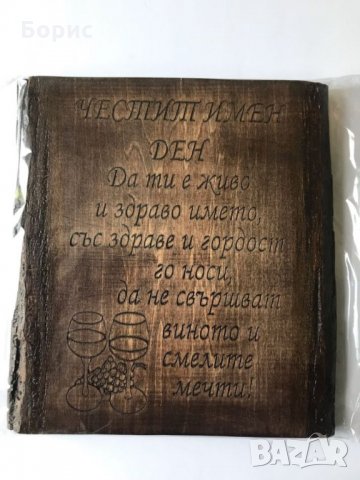 Борис
ЧЕСТИТ ИМЕН
ДЕН
Да ти е живо
и здраво името,
със здраве и гордост
го носи,
да не свършват
виното и
смелите
мечти!
BAZAR